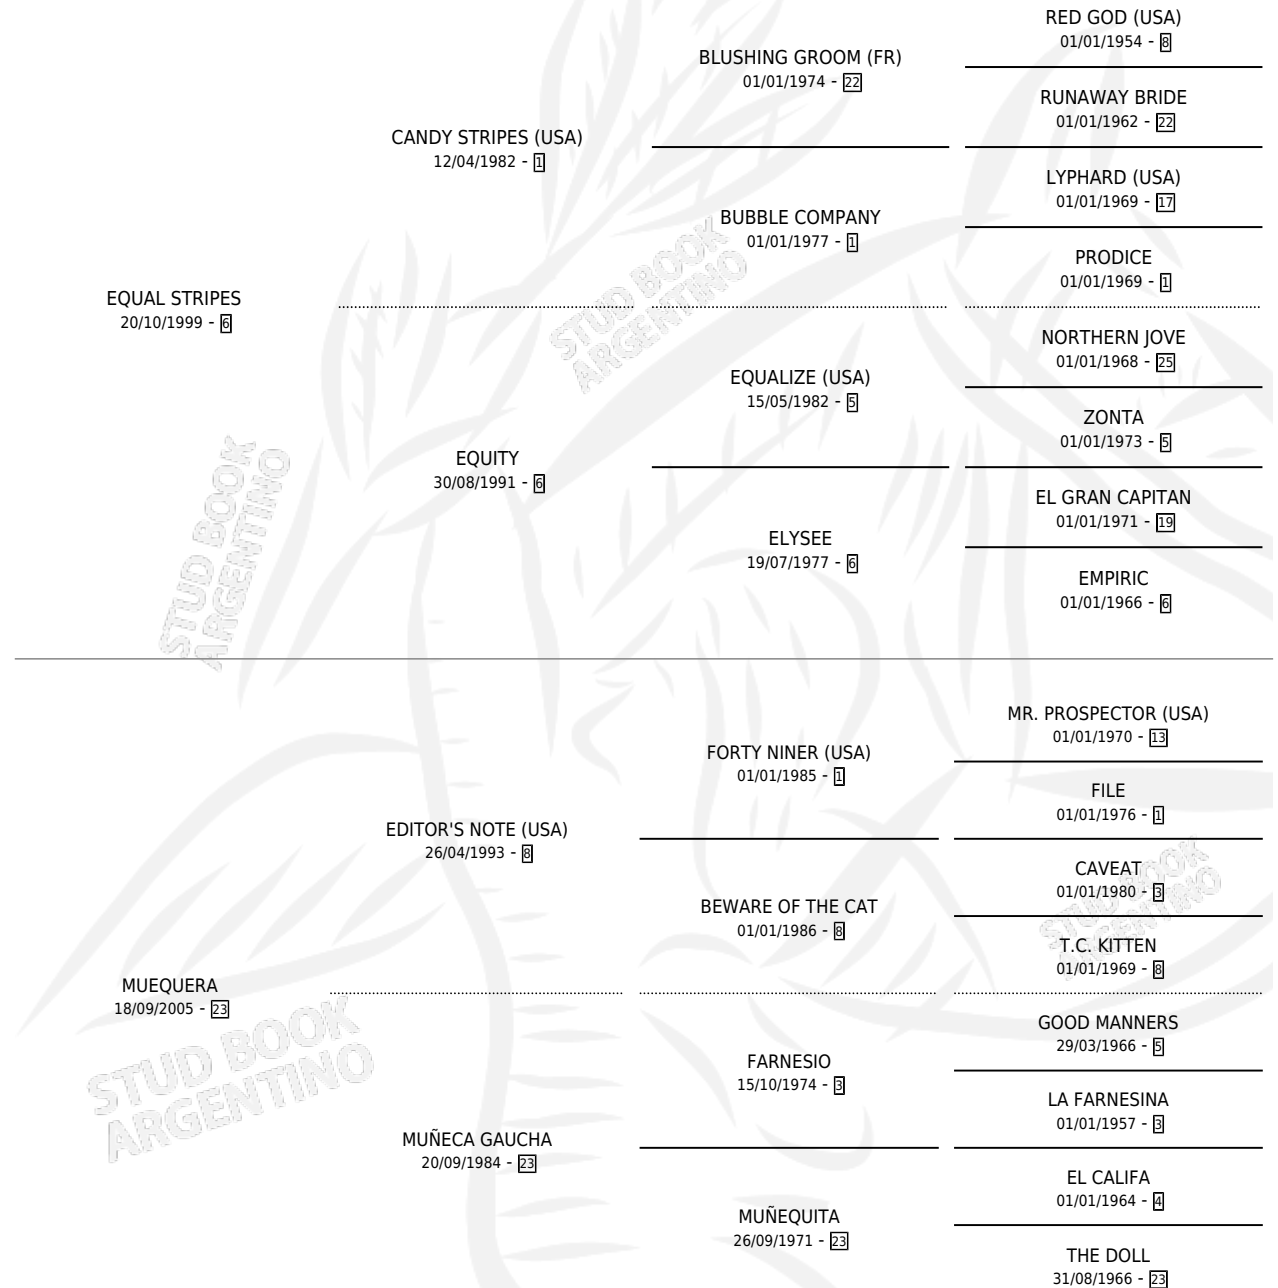 RED GOD (USA)
01/01/1954 - 8
BLUSHING GROOM (FR)
01/01/1974 - 22
RUNAWAY BRIDE
01/01/1962 - 22
CANDY STRIPES (USA)
12/04/1982 - 1
LYPHARD (USA)
01/01/1969 - 17
BUBBLE COMPANY
01/01/1977 - 1
PRODICE
01/01/1969 - 1
EQUAL STRIPES
20/10/1999 - 6
NORTHERN JOVE
01/01/1968 - 25
EQUALIZE (USA)
15/05/1982 - 5
ZONTA
01/01/1973 - 5
EQUITY
30/08/1991 - 6
EL GRAN CAPITAN
01/01/1971 - 19
ELYSEE
19/07/1977 - 6
EMPIRIC
01/01/1966 - 6
STUD BOOK
ARGENTINO
STUD BOOK
ARGENTINO
MR. PROSPECTOR (USA)
01/01/1970 - 13
FORTY NINER (USA)
01/01/1985 - 1
FILE
01/01/1976 - 1
EDITOR'S NOTE (USA)
26/04/1993 - 8
CAVEAT
01/01/1980 - 3
BEWARE OF THE CAT
01/01/1986 - 8
T.C. KITTEN
01/01/1969 - 8
MUEQUERA
18/09/2005 - 23
GOOD MANNERS
29/03/1966 - 5
FARNESIO
15/10/1974 - 3
LA FARNESINA
01/01/1957 - 3
MUÑECA GAUCHA
20/09/1984 - 23
EL CALIFA
01/01/1964 - 4
MUÑEQUITA
26/09/1971 - 23
THE DOLL
31/08/1966 - 23
STUD BOOK
ARGENTINO
STUD BOOK
ARGENTINO